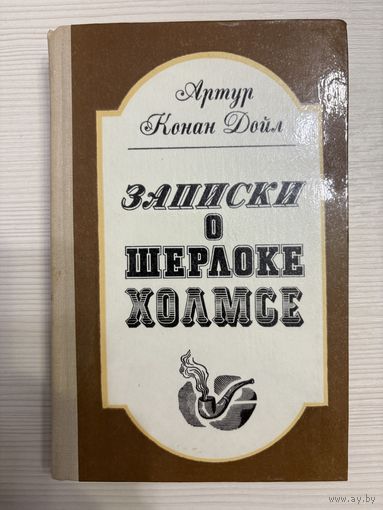 Артур
Конан Дойл
ЗАПИСКИ
О
ШЕРЛОКЕ
ХОЛМСЕ
www.ay.by